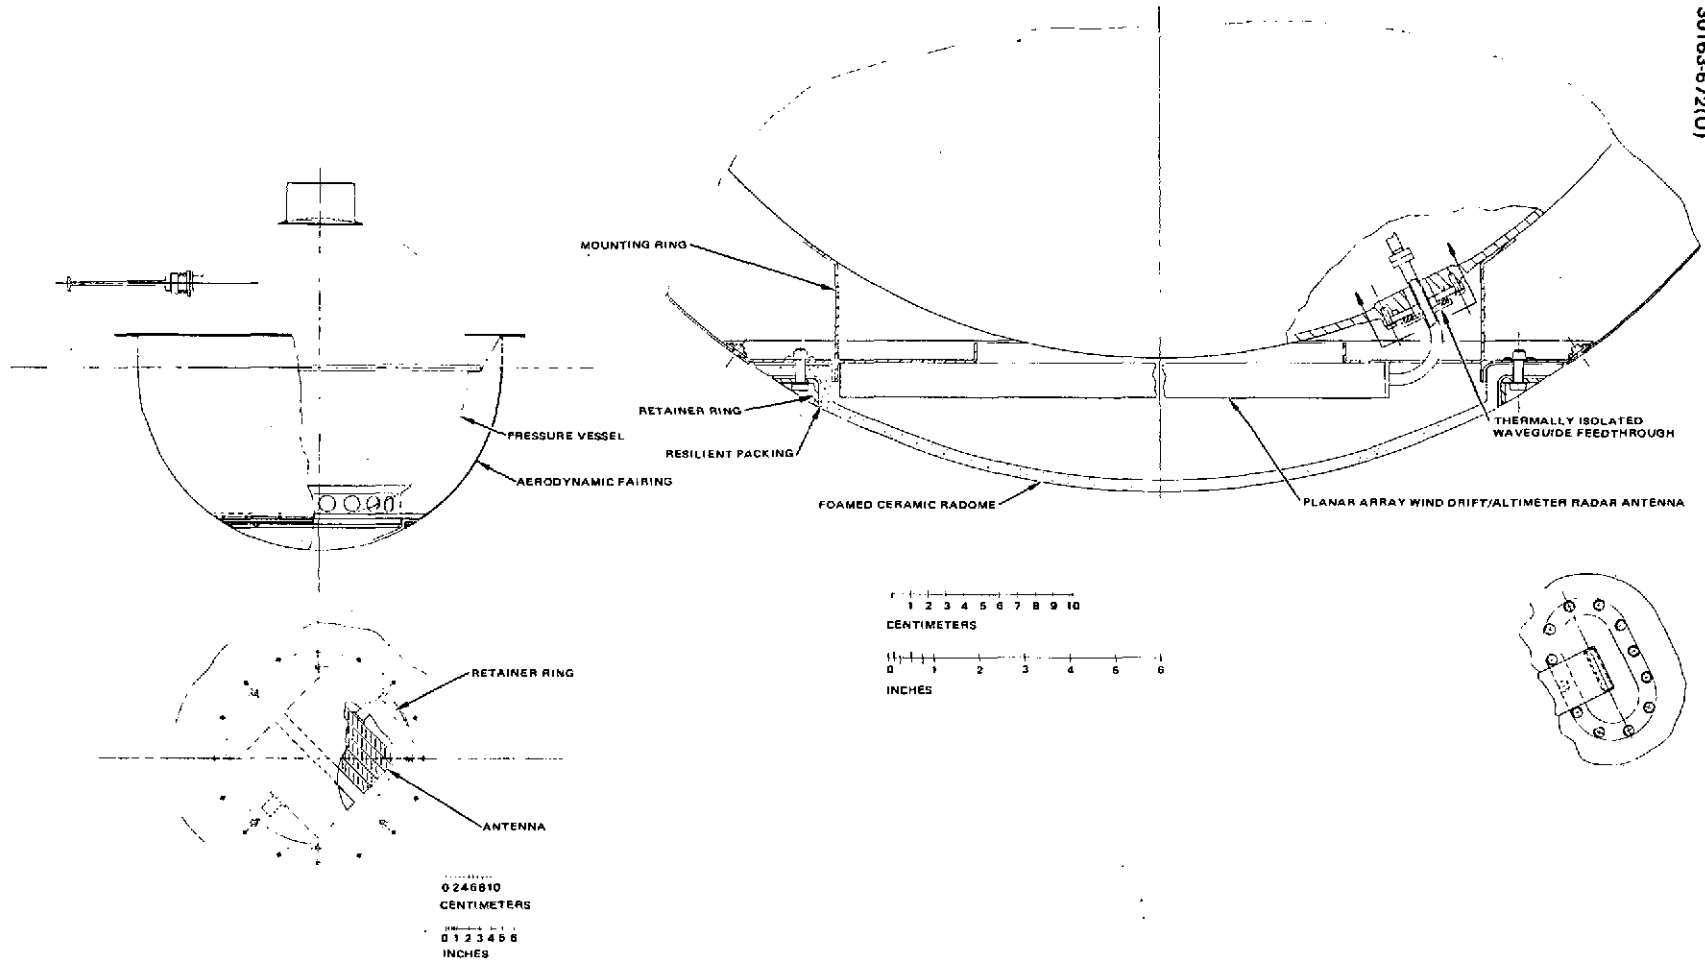 MOUNTING RING
RETAINER RING
RESILIENT PACKING
PRESSURE VESSEL
AERODYNAMIC FAIRING
FOAMED CERAMIC RADOME
THERMALLY ISOLATED
WAVEGUIDE FEEDTHROUGH
PLANAR ARRAY WIND DRIFT/ALTIMETER RADAR ANTENNA
1 2 3 4 5 6 7 8 9 10
CENTIMETERS
0 1 2 3 4 5 6
INCHES
RETAINER RING
ANTENNA
0 2 4 6 8 10
CENTIMETERS
0 1 2 3 4 5 6
INCHES